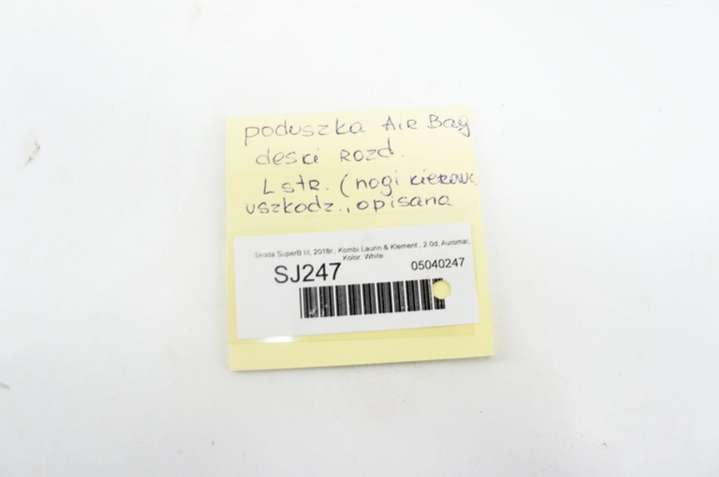 poduszka Air Bag
deski rozd.
L str. (nogi kierowc
uszkodz., opisana
Skoda SuperB III, 2018r., Kombi Laurin & Klement, 2.0d, Automat,
Kolor: White
SJ247
05040247